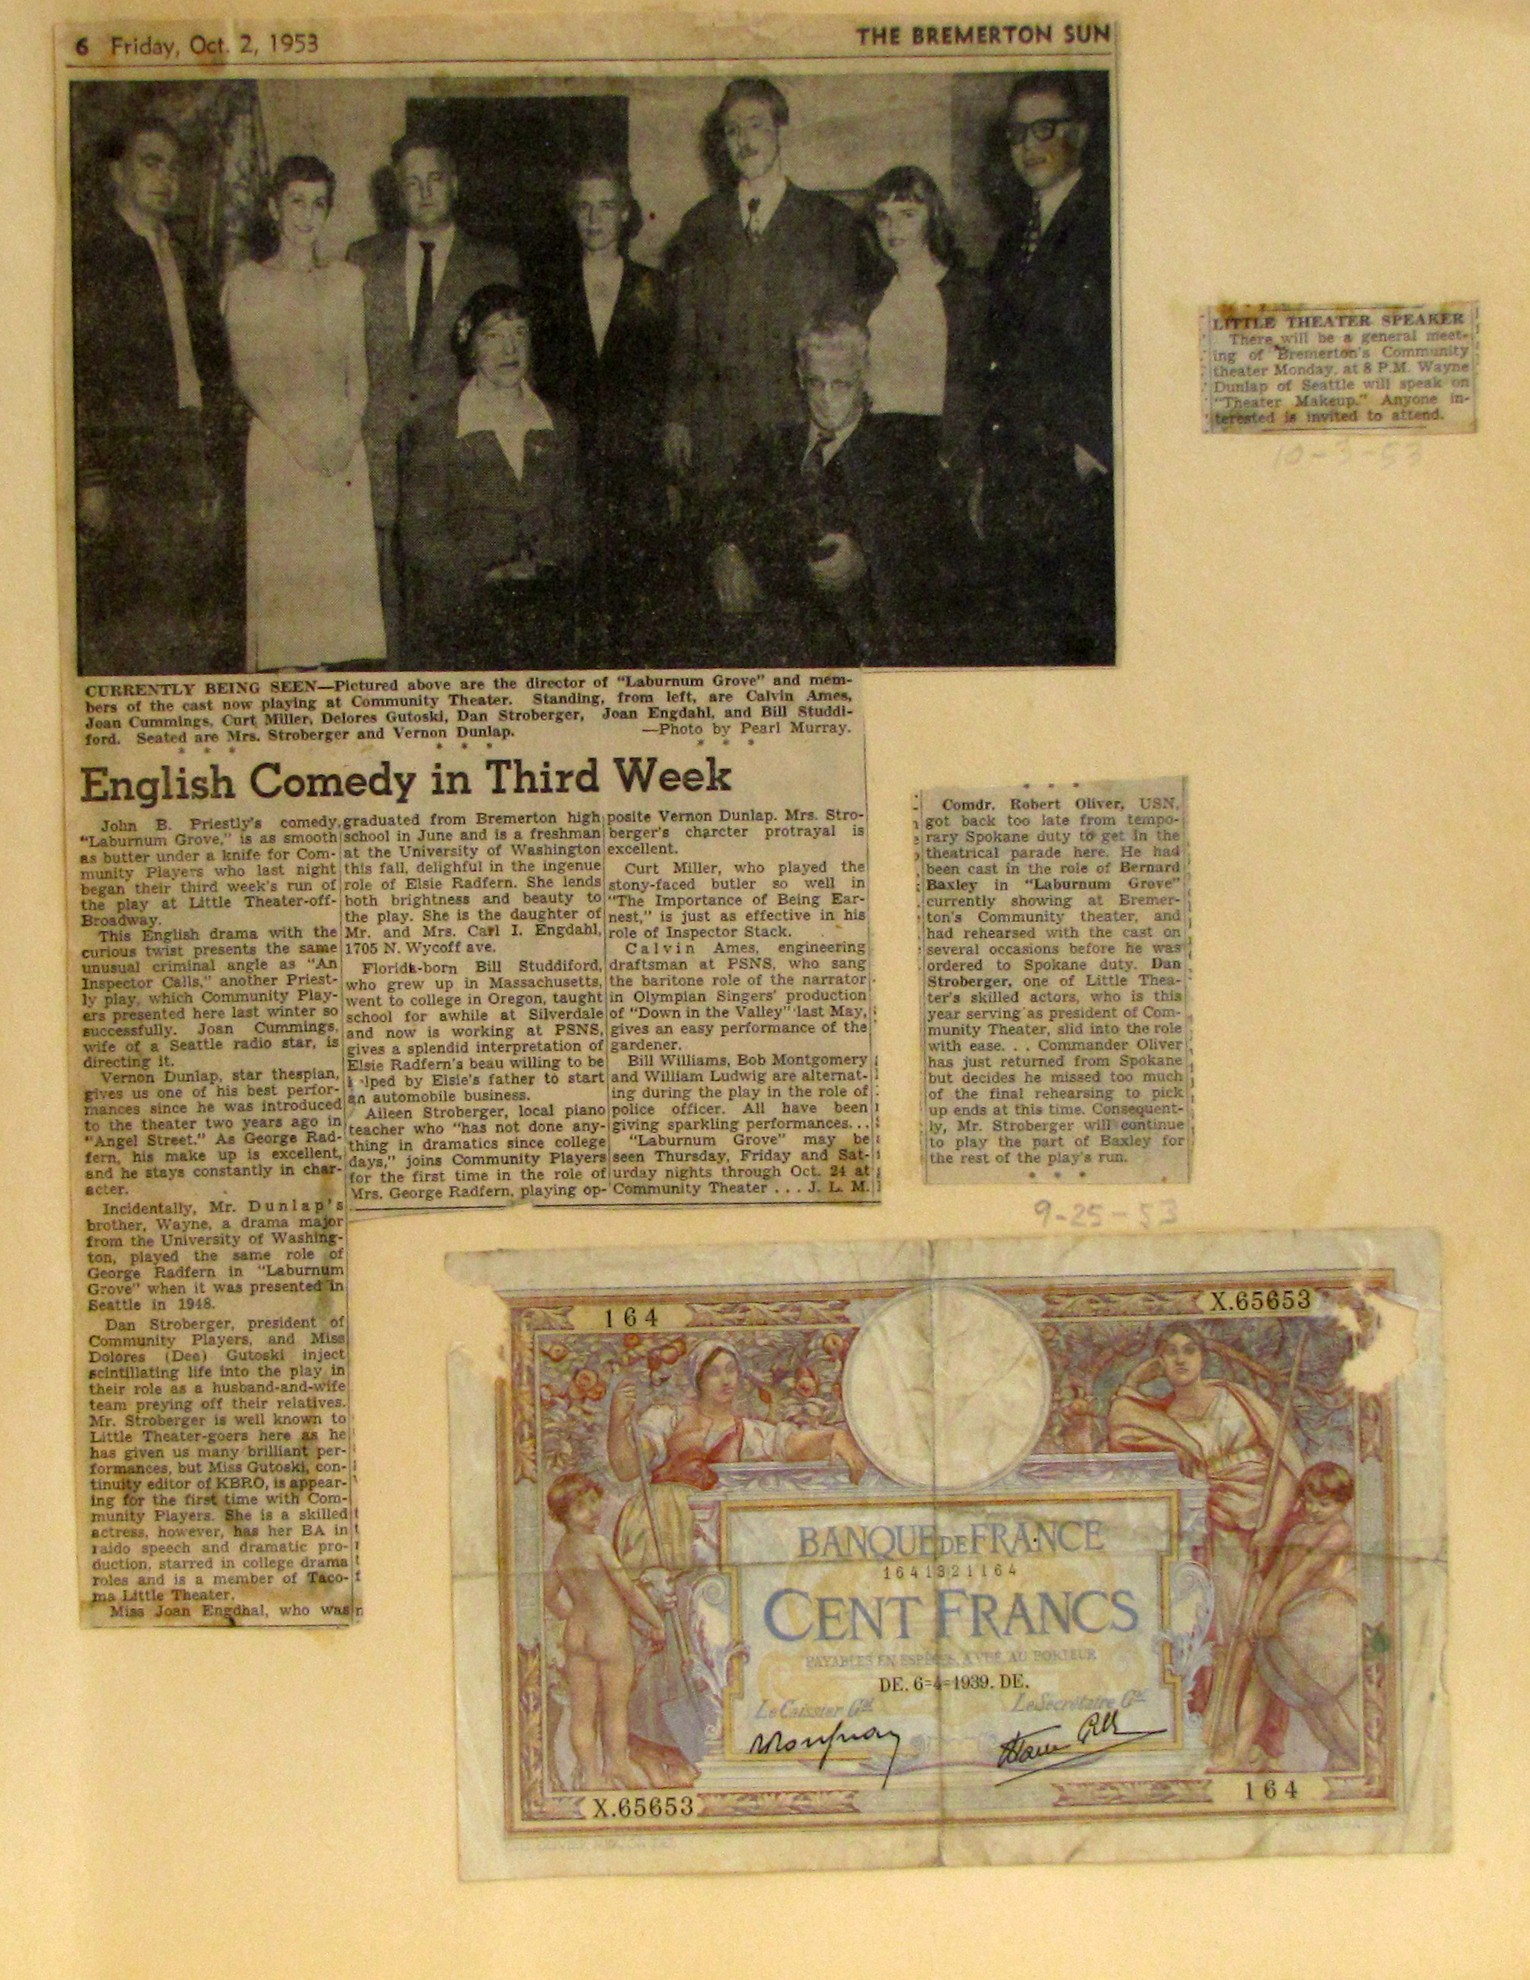 6 Friday, Oct. 2, 1953
THE BREMERTON SUN
CURRENTLY BEING SEEN—Pictured above are the director of "Laburnum Grove" and mem-
bers of the cast now playing at Community Theater. Standing, from left, are Calvin Ames,
Joan Cummings, Curt Miller, Delores Gutoski, Dan Stroberger, Joan Engdahl, and Bill Studdi-
ford. Seated are Mrs. Stroberger and Vernon Dunlap. —Photo by Pearl Murray.
* * * * * * * * *
English Comedy in Third Week
John B. Priestly's comedy,
"Laburnum Grove," is as smooth
as butter under a knife for Com-
munity Players who last night
began their third week's run of
the play at Little Theater-off-
Broadway.
This English drama with the
curious twist presents the same
unusual criminal angle as "An
Inspector Calls," another Priest-
ly play, which Community Play-
ers presented here last winter so
successfully. Joan Cummings,
wife of a Seattle radio star, is
directing it.
Vernon Dunlap, star thespian,
gives us one of his best perfor-
mances since he was introduced
to the theater two years ago in
"Angel Street." As George Rad-
fern, his make up is excellent,
and he stays constantly in char-
acter.
Incidentally, Mr. Dunlap's
brother, Wayne, a drama major
from the University of Washing-
ton, played the same role of
George Radfern in "Laburnum
Grove" when it was presented in
Seattle in 1948.
Dan Stroberger, president of
Community Players, and Miss
Dolores (Dee) Gutoski inject
scintillating life into the play in
their role as a husband-and-wife
team preying off their relatives.
Mr. Stroberger is well known to
Little Theater-goers here as he
has given us many brilliant per-
formances, but Miss Gutoski, con-
tinuity editor of KBRO, is appear-
ing for the first time with Com-
munity Players. She is a skilled
actress, however, has her BA in
raido speech and dramatic pro-
duction, starred in college drama
roles and is a member of Taco-
ma Little Theater.
Miss Joan Engdhal, who was
graduated from Bremerton high
school in June and is a freshman
at the University of Washington
this fall, delighful in the ingenue
role of Elsie Radfern. She lends
both brightness and beauty to
the play. She is the daughter of
Mr. and Mrs. Carl I. Engdahl,
1705 N. Wycoff ave.
Florida-born Bill Studdiford,
who grew up in Massachusetts,
went to college in Oregon, taught
school for awhile at Silverdale
and now is working at PSNS,
gives a splendid interpretation of
Elsie Radfern's beau willing to be
lped by Elsie's father to start
an automobile business.
Aileen Stroberger, local piano
teacher who "has not done any-
thing in dramatics since college
days," joins Community Players
for the first time in the role of
Mrs. George Radfern, playing op-
posite Vernon Dunlap. Mrs. Stro-
berger's charcter protrayal is
excellent.
Curt Miller, who played the
stony-faced butler so well in
"The Importance of Being Ear-
nest," is just as effective in his
role of Inspector Stack.
Calvin Ames, engineering
draftsman at PSNS, who sang
the baritone role of the narrator
in Olympian Singers' production
of "Down in the Valley" last May,
gives an easy performance of the
gardener.
Bill Williams, Bob Montgomery
and William Ludwig are alternat-
ing during the play in the role of
police officer. All have been
giving sparkling performances...
"Laburnum Grove" may be
seen Thursday, Friday and Sat-
urday nights through Oct. 24 at
Community Theater . . . J. L. M.
LITTLE THEATER SPEAKER
There will be a general meet-
ing of Bremerton's Community
theater Monday, at 8 P.M. Wayne
Dunlap of Seattle will speak on
"Theater Makeup." Anyone in-
terested is invited to attend.
10-3-53
* * *
Comdr. Robert Oliver, USN,
got back too late from tempo-
rary Spokane duty to get in the
theatrical parade here. He had
been cast in the role of Bernard
Baxley in "Laburnum Grove"
currently showing at Bremer-
ton's Community theater, and
had rehearsed with the cast on
several occasions before he was
ordered to Spokane duty. Dan
Stroberger, one of Little Thea-
ter's skilled actors, who is this
year serving as president of Com-
munity Theater, slid into the role
with ease. . . Commander Oliver
has just returned from Spokane
but decides he missed too much
of the final rehearsing to pick
up ends at this time. Consequent-
ly, Mr. Stroberger will continue
to play the part of Baxley for
the rest of the play's run.
* * *
9-25-53
164
X.65653
BANQUE DE FRANCE
1641321164
CENT FRANCS
PAYABLES EN ESPÈCES, A VUE, AU PORTEUR
DE. 6=4=1939. DE.
Le Caissier Gal
Le Secrétaire Gal
X.65653
164